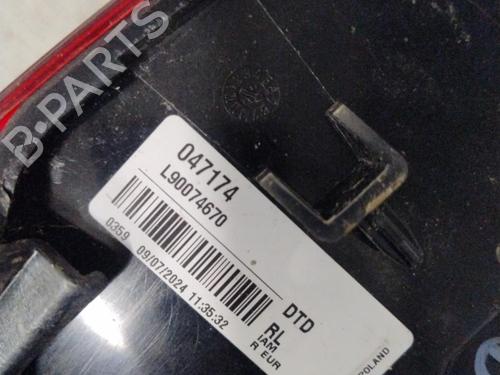 B-PARTS
047174
L90074670
0359 09/07/2024 11:35:32
DTD
RL
IAM
R EUR
POLAND